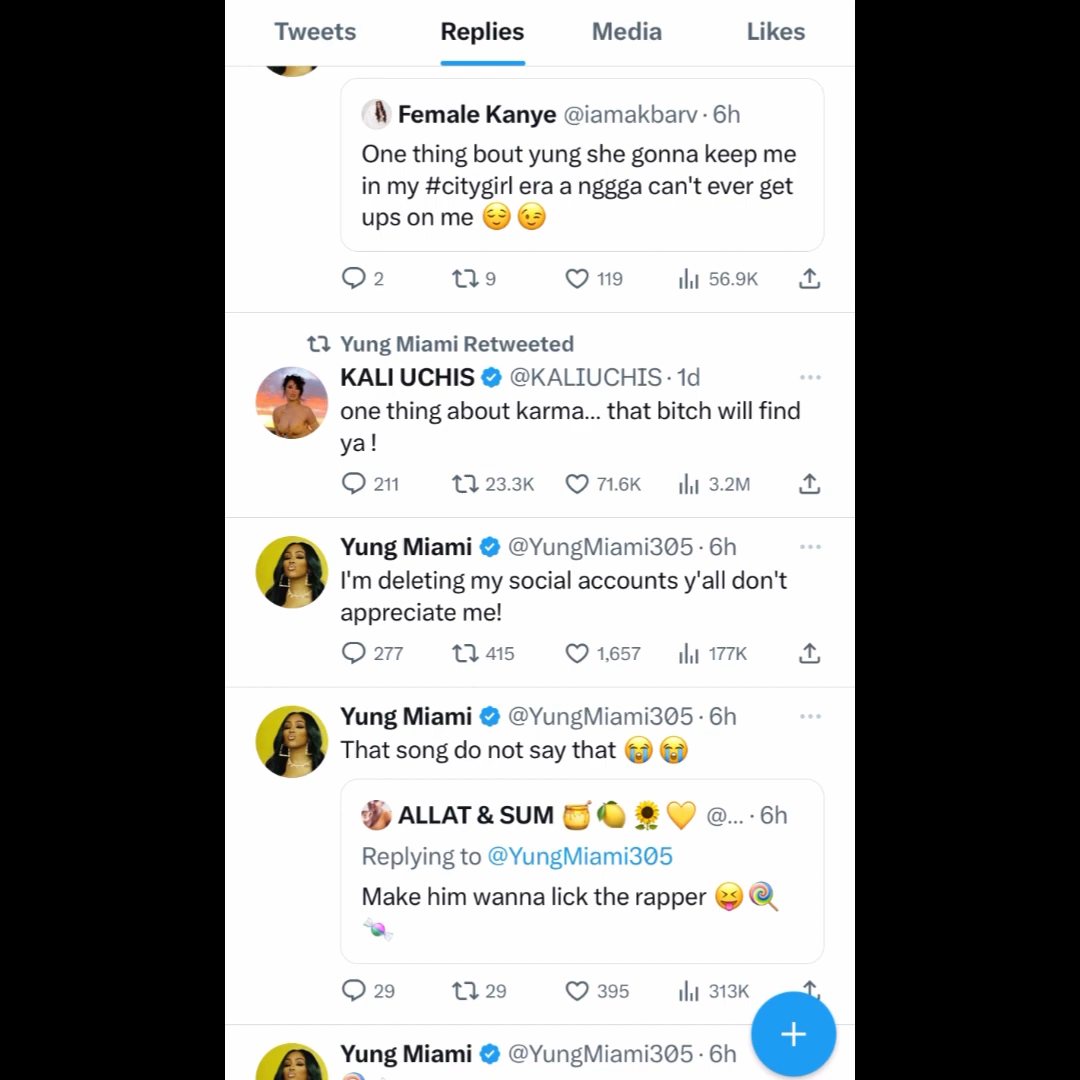 Tweets Replies Media Likes
Female Kanye @iamakbarv · 6h
One thing bout yung she gonna keep me
in my #citygirl era a nggga can't ever get
ups on me 😌 😉
2 9 119 56.9K
Yung Miami Retweeted
KALI UCHIS @KALIUCHIS · 1d
one thing about karma... that bitch will find
ya !
211 23.3K 71.6K 3.2M
Yung Miami @YungMiami305 · 6h
I'm deleting my social accounts y'all don't
appreciate me!
277 415 1,657 177K
Yung Miami @YungMiami305 · 6h
That song do not say that 😭 😭
ALLAT & SUM 🍯🍋🌻💛 @... · 6h
Replying to @YungMiami305
Make him wanna lick the rapper 😝🍭
🍬
29 29 395 313K
Yung Miami @YungMiami305 · 6h